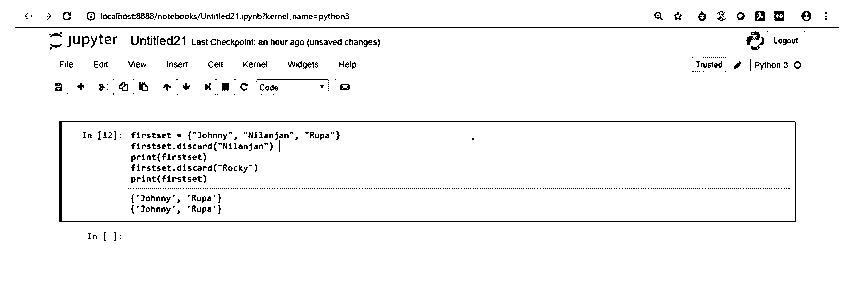 localhost:8888/notebooks/Untitled21.ipynb?kernel_name=python3
jupyter Untitled21 Last Checkpoint: an hour ago (unsaved changes)
Logout
File Edit View Insert Cell Kernel Widgets Help
Trusted Python 3
Code
In [12]: firstset = {"Johnny", "Nilanjan", "Rupa"}
firstset.discard("Nilanjan")
print(firstset)
firstset.discard("Rocky")
print(firstset)
{'Johnny', 'Rupa'}
{'Johnny', 'Rupa'}
In [ ]: